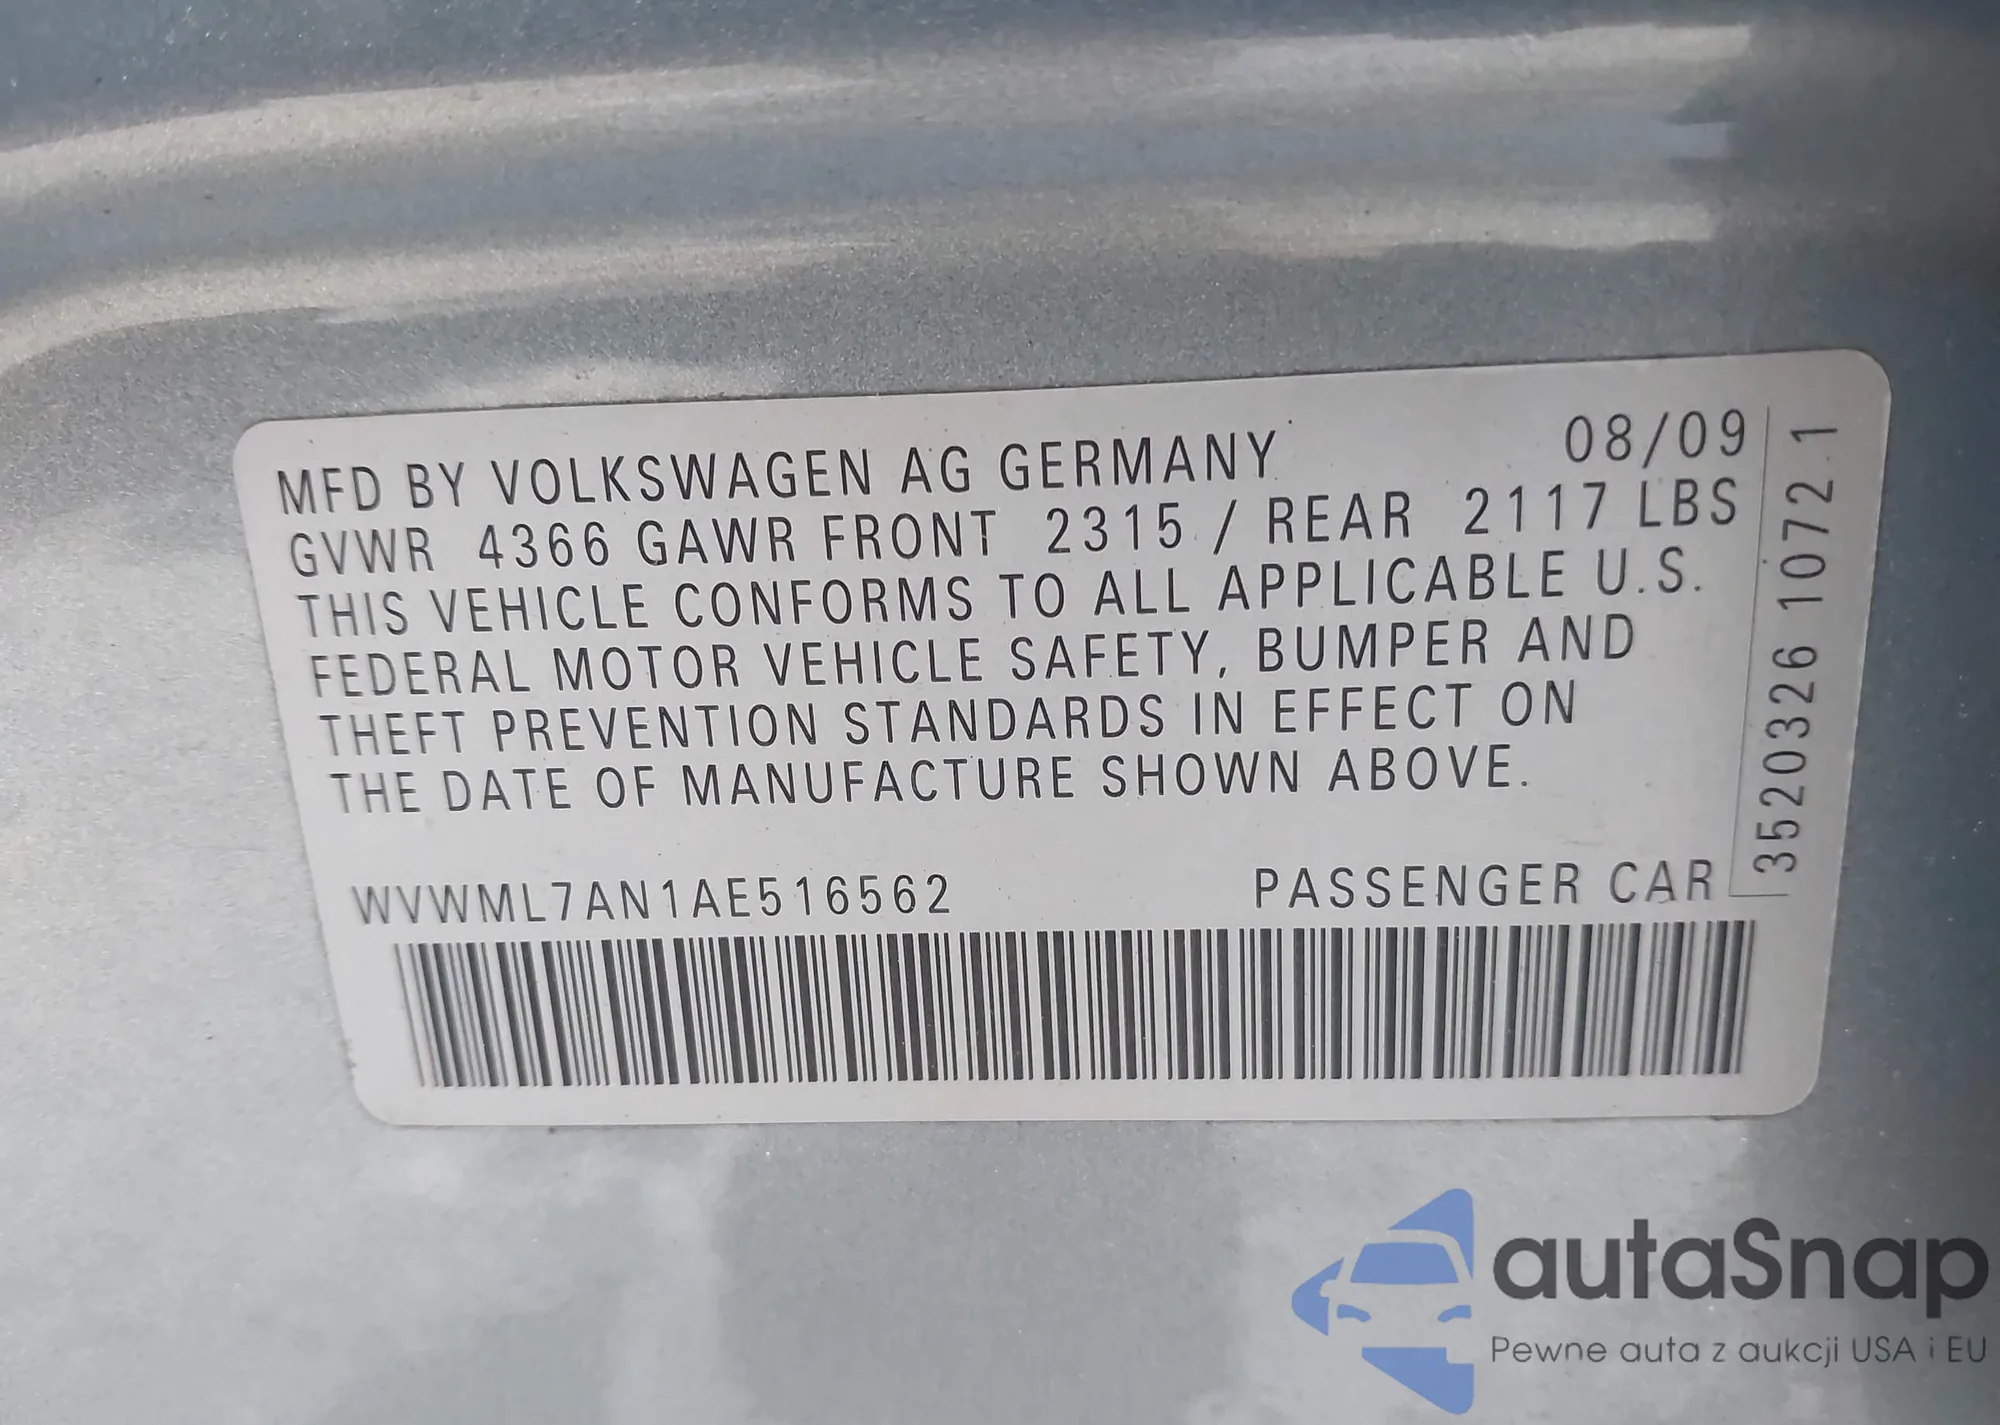 MFD BY VOLKSWAGEN AG GERMANY 08/09
GVWR 4366 GAWR FRONT 2315 / REAR 2117 LBS
THIS VEHICLE CONFORMS TO ALL APPLICABLE U.S.
FEDERAL MOTOR VEHICLE SAFETY, BUMPER AND
THEFT PREVENTION STANDARDS IN EFFECT ON
THE DATE OF MANUFACTURE SHOWN ABOVE.
WVWML7AN1AE516562 PASSENGER CAR
3520326 1072 1
autaSnap
Pewne auta z aukcji USA i EU